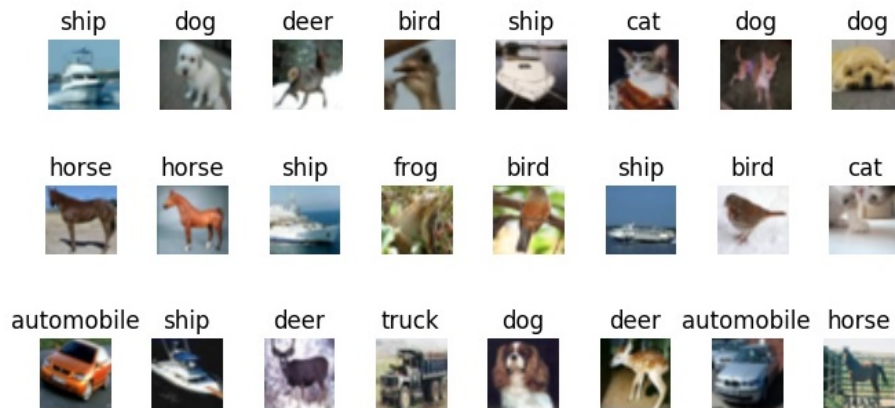 ship dog deer bird ship cat dog dog
horse horse ship frog bird ship bird cat
automobile ship deer truck dog deer automobile horse